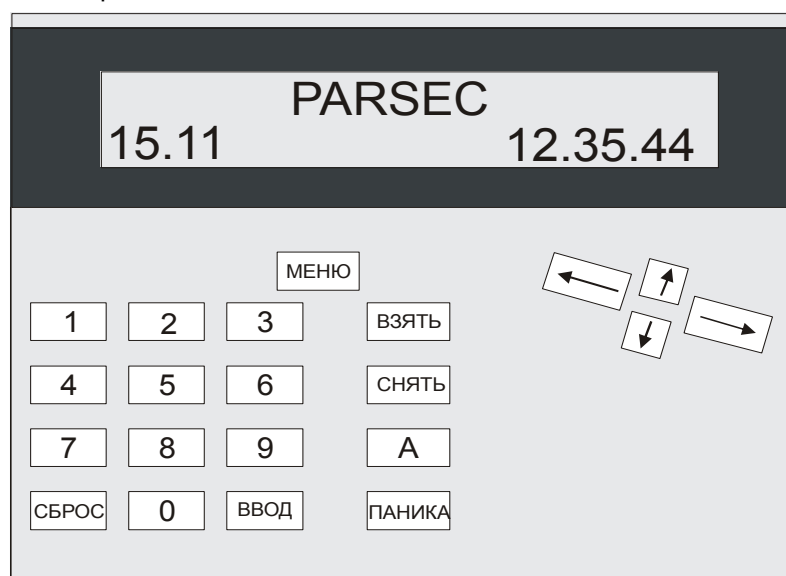 PARSEC
15.11 12.35.44
МЕНЮ
1 2 3 ВЗЯТЬ
4 5 6 СНЯТЬ
7 8 9 А
СБРОС 0 ВВОД ПАНИКА